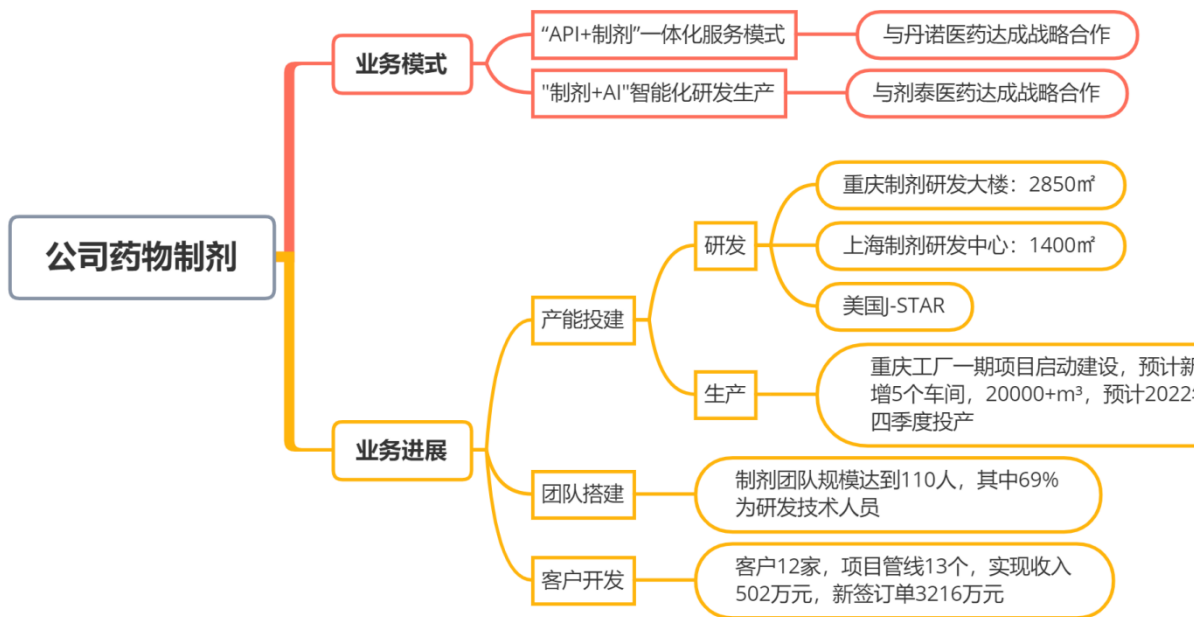 公司药物制剂
业务模式
“API+制剂”一体化服务模式
与丹诺医药达成战略合作
"制剂+AI"智能化研发生产
与剂泰医药达成战略合作
业务进展
产能投建
研发
重庆制剂研发大楼：2850㎡
上海制剂研发中心：1400㎡
美国J-STAR
生产
重庆工厂一期项目启动建设，预计新
增5个车间，20000+m³，预计2022年
四季度投产
团队搭建
制剂团队规模达到110人，其中69%
为研发技术人员
客户开发
客户12家，项目管线13个，实现收入
502万元，新签订单3216万元